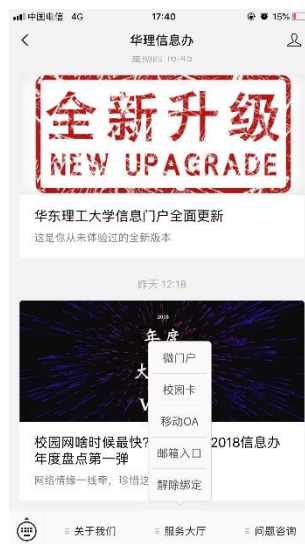 中国电信 4G 17:40 15%
华理信息办
星期四 16:45
全新升级
NEW UPAGRADE
华东理工大学信息门户全面更新
这是你从未体验过的全新版本
昨天 12:18
2018
年度
大
V
微门户
校园卡
移动OA
邮箱入口
解除绑定
校园网啥时候最快? 2018信息办
年度盘点第一弹
网络情缘一线牵，珍惜这
关于我们 服务大厅 问题咨询